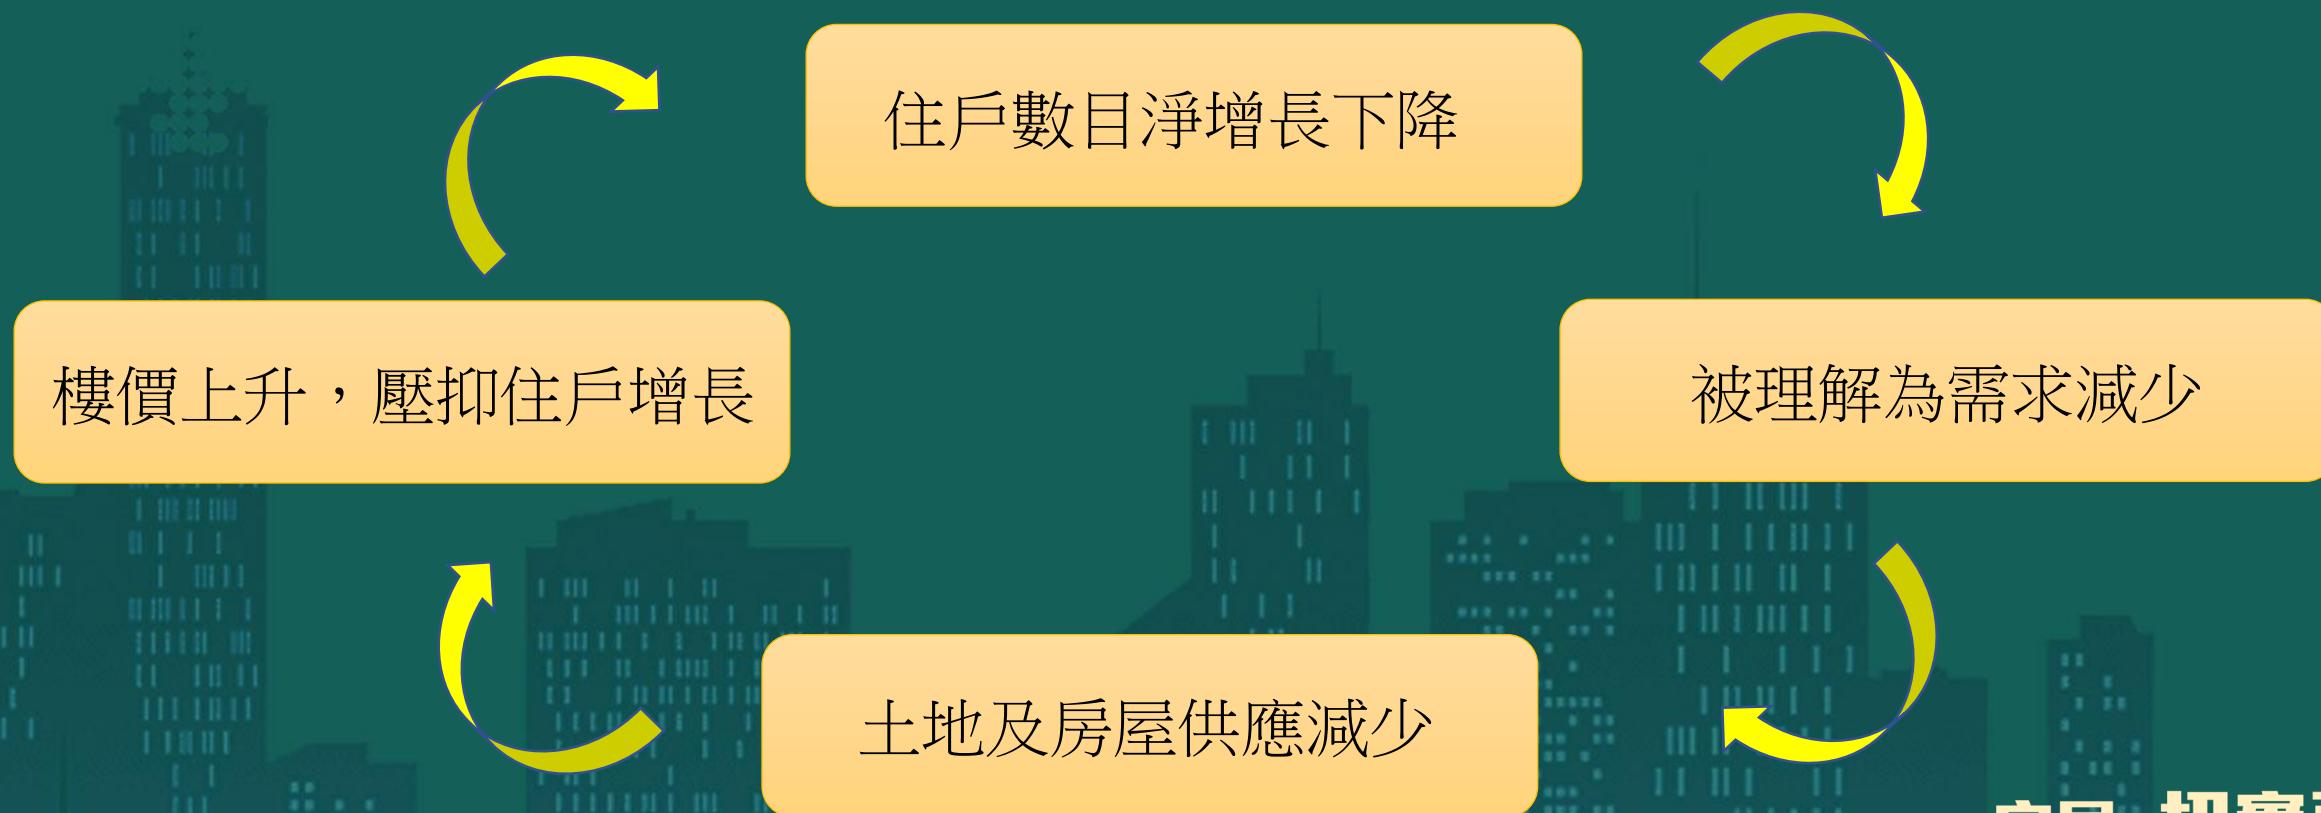 住戶數目淨增長下降
樓價上升，壓抑住戶增長
被理解為需求減少
土地及房屋供應減少